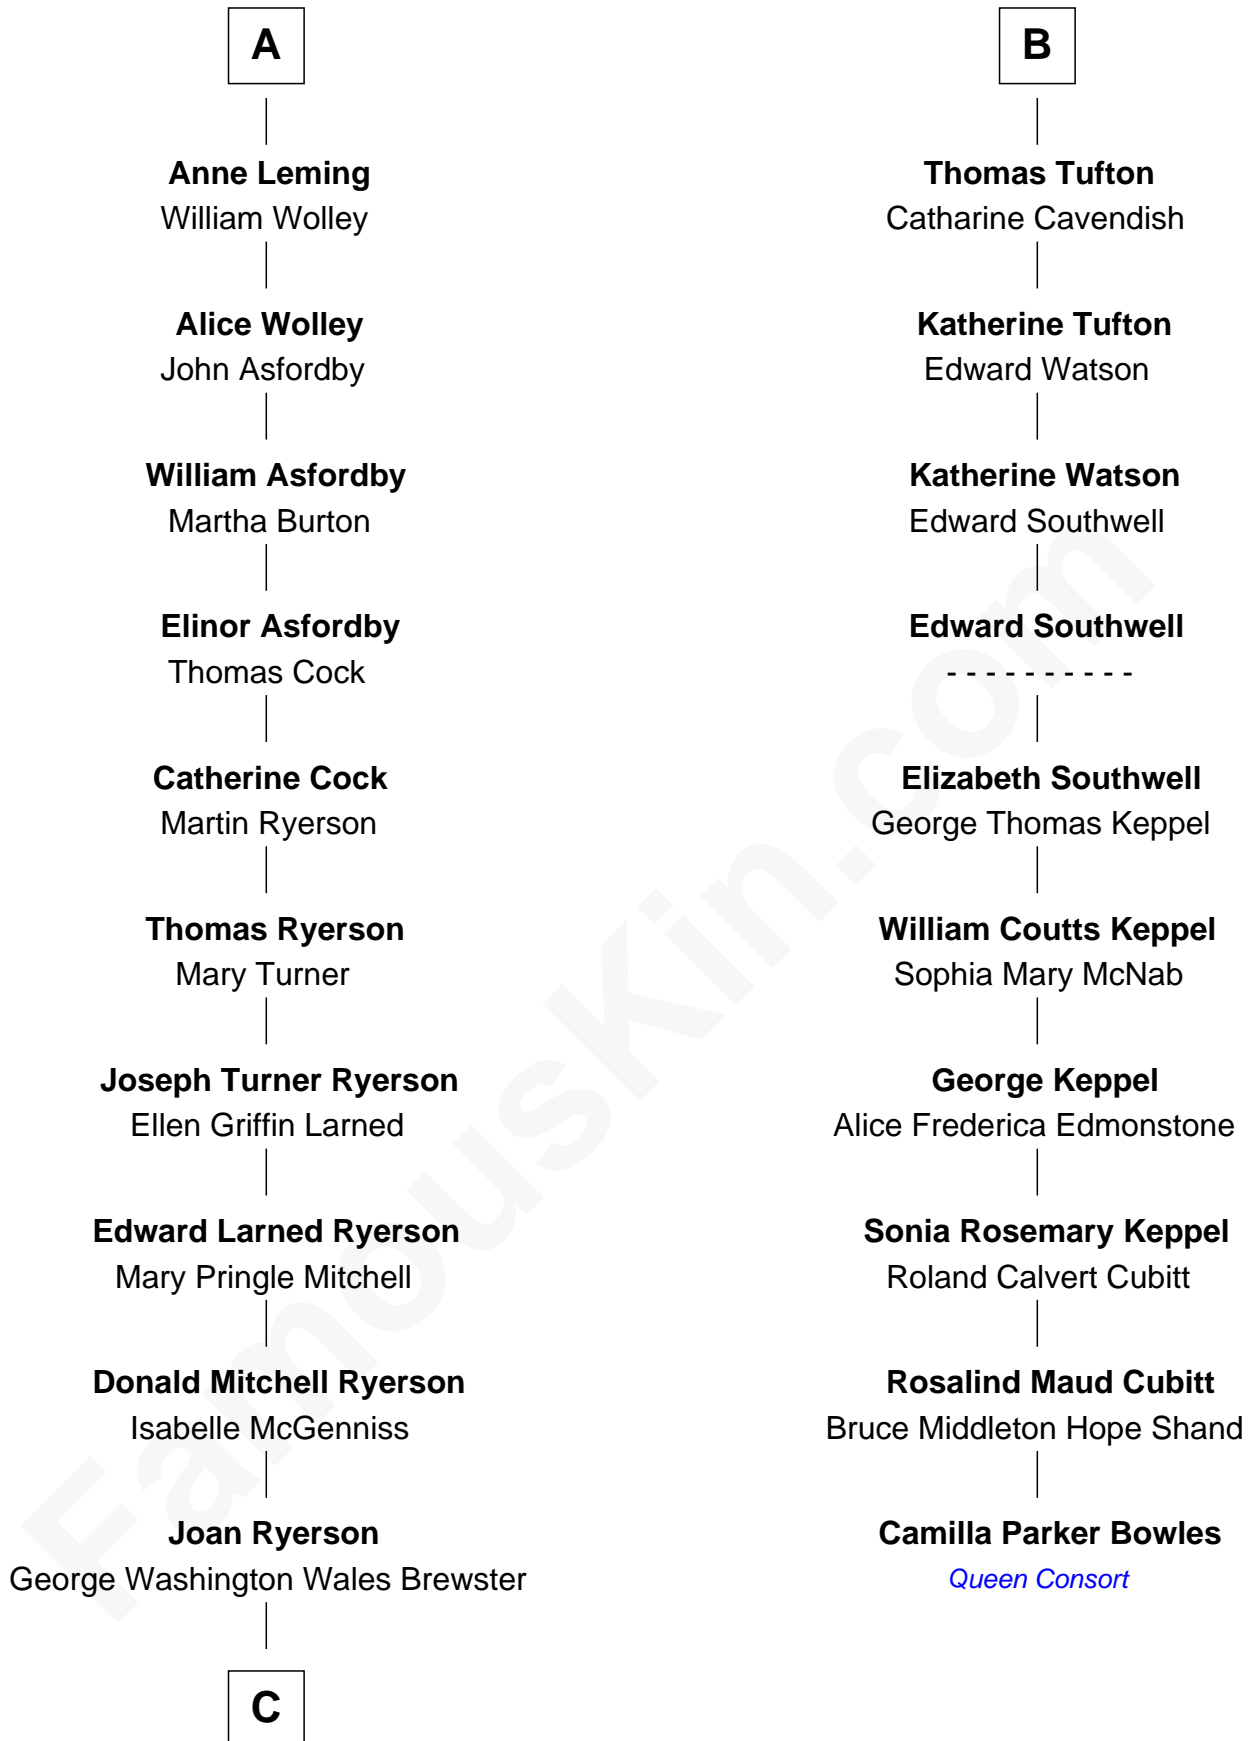 A
Anne Leming
William Wolley
Alice Wolley
John Asfordby
William Asfordby
Martha Burton
Elinor Asfordby
Thomas Cock
Catherine Cock
Martin Ryerson
Thomas Ryerson
Mary Turner
Joseph Turner Ryerson
Ellen Griffin Larned
Edward Larned Ryerson
Mary Pringle Mitchell
Donald Mitchell Ryerson
Isabelle McGenniss
Joan Ryerson
George Washington Wales Brewster
C
B
Thomas Tufton
Catharine Cavendish
Katherine Tufton
Edward Watson
Katherine Watson
Edward Southwell
Edward Southwell
- - - - - - - - - -
Elizabeth Southwell
George Thomas Keppel
William Coutts Keppel
Sophia Mary McNab
George Keppel
Alice Frederica Edmonstone
Sonia Rosemary Keppel
Roland Calvert Cubitt
Rosalind Maud Cubitt
Bruce Middleton Hope Shand
Camilla Parker Bowles
Queen Consort
FamousKin.com